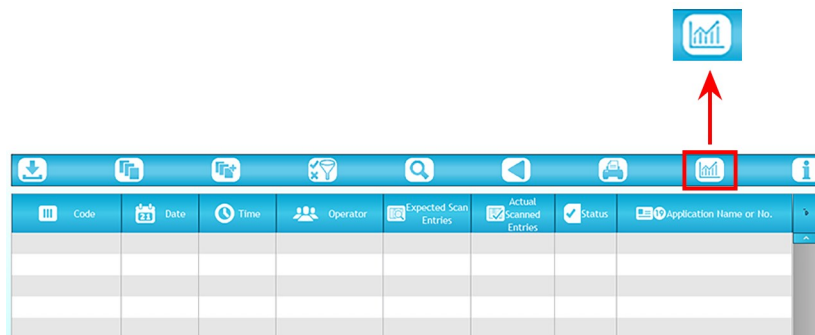 Code
21
Date
Time
Operator
Expected Scan
Entries
Actual
Scanned
Entries
Status
Application Name or No.